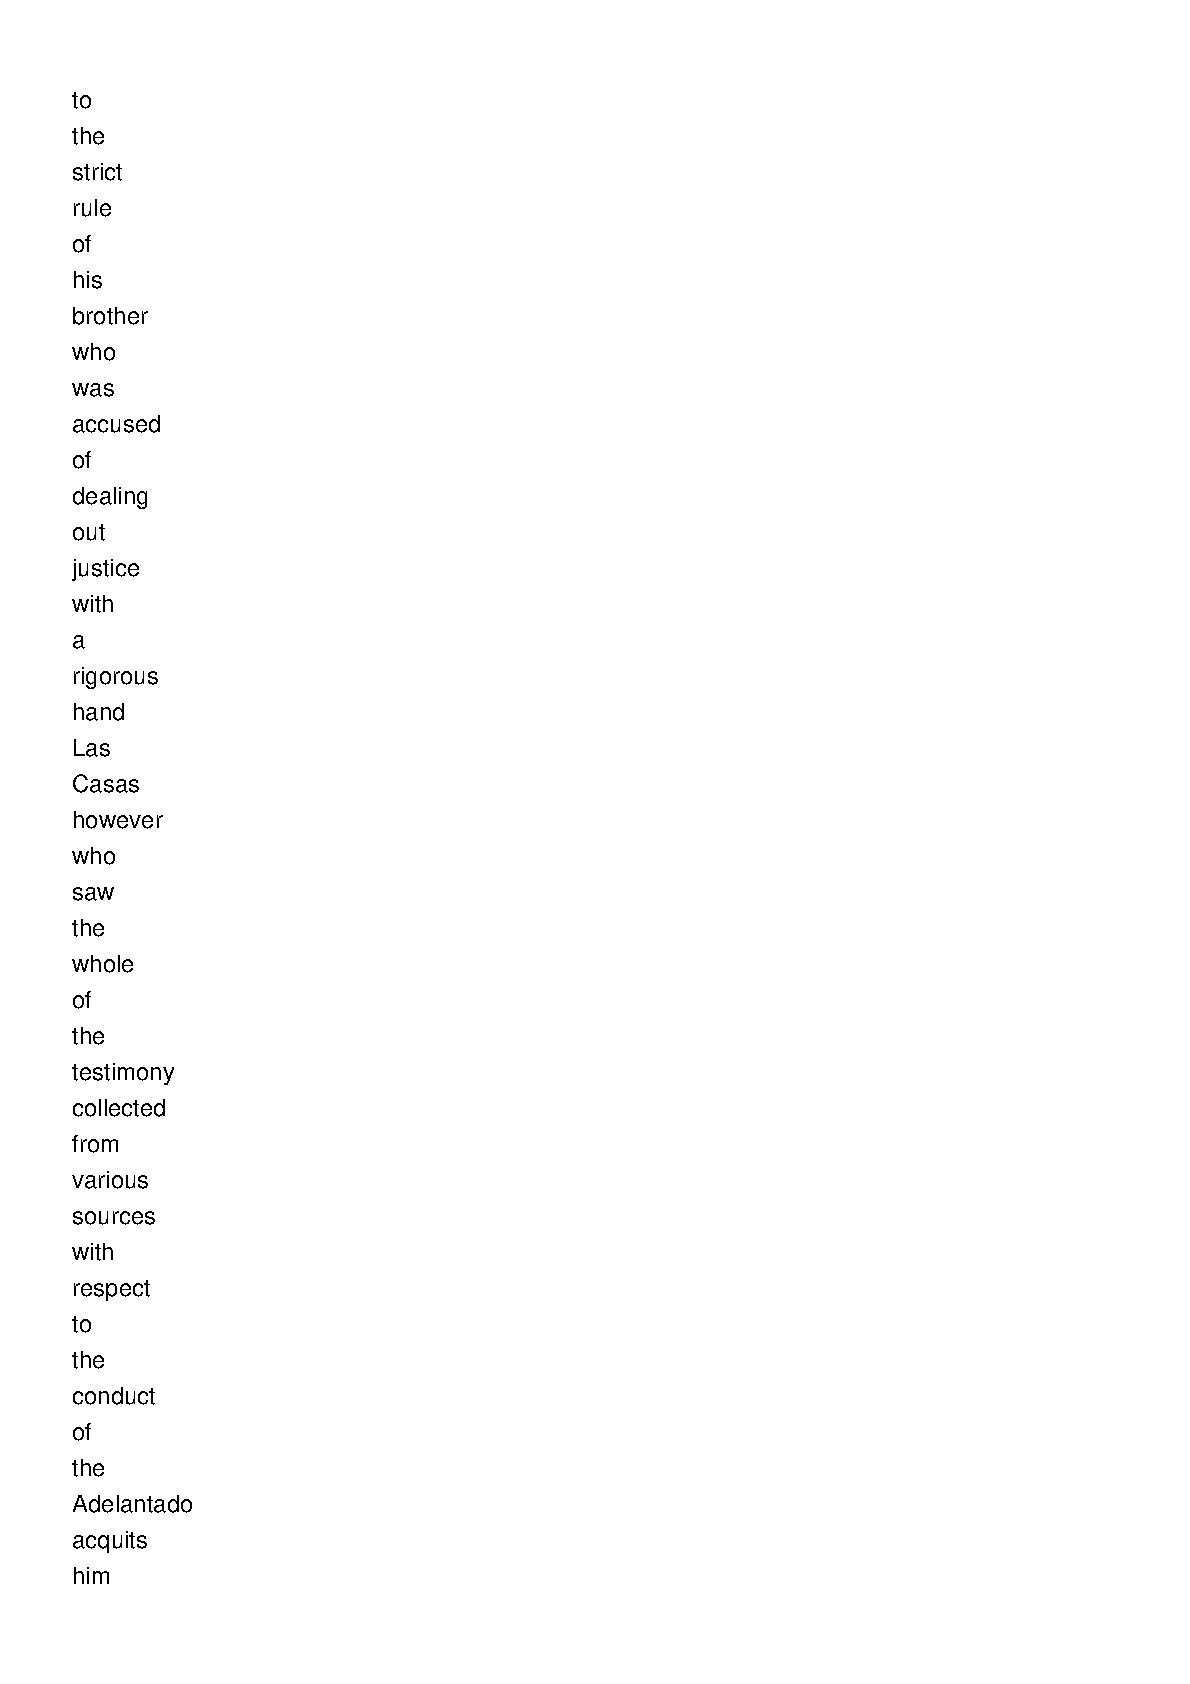 to
the
strict
rule
of
his
brother
who
was
accused
of
dealing
out
justice
with
a
rigorous
hand
Las
Casas
however
who
saw
the
whole
of
the
testimony
collected
from
various
sources
with
respect
to
the
conduct
of
the
Adelantado
acquits
him